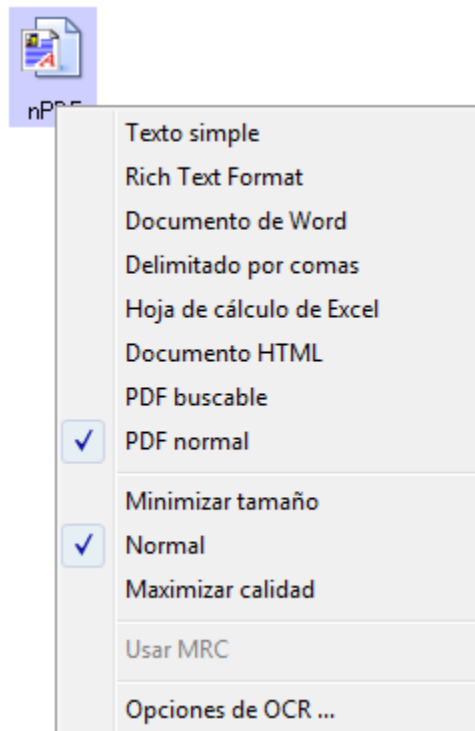 Texto simple
Rich Text Format
Documento de Word
Delimitado por comas
Hoja de cálculo de Excel
Documento HTML
PDF buscable
PDF normal
Minimizar tamaño
Normal
Maximizar calidad
Usar MRC
Opciones de OCR ...